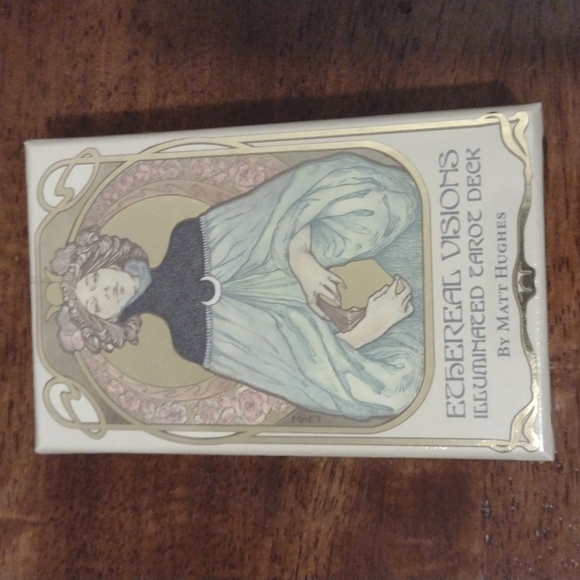 ETHEREAL VISIONS
ILLUMINATED TAROT DECK
BY MATT HUGHES